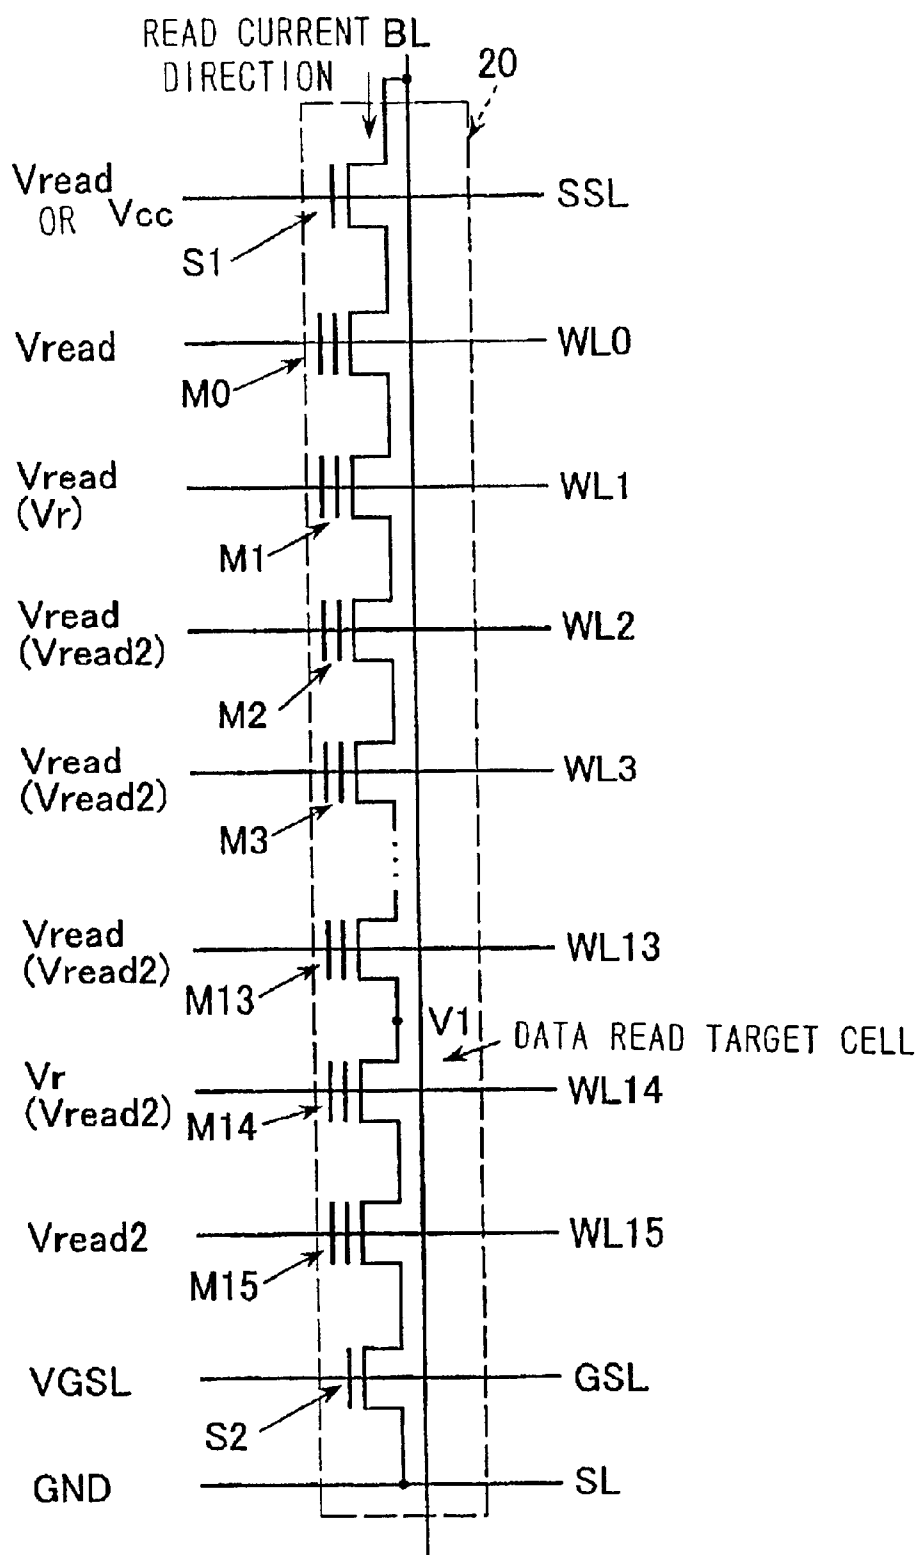 READ CURRENT BL
DIRECTION
20
Vread
OR Vcc
SSL
S1
Vread
WL0
M0
Vread
(Vr)
WL1
M1
Vread
(Vread2)
WL2
M2
Vread
(Vread2)
WL3
M3
Vread
(Vread2)
WL13
M13
V1
DATA READ TARGET CELL
Vr
(Vread2)
WL14
M14
Vread2
WL15
M15
VGSL
GSL
S2
GND
SL